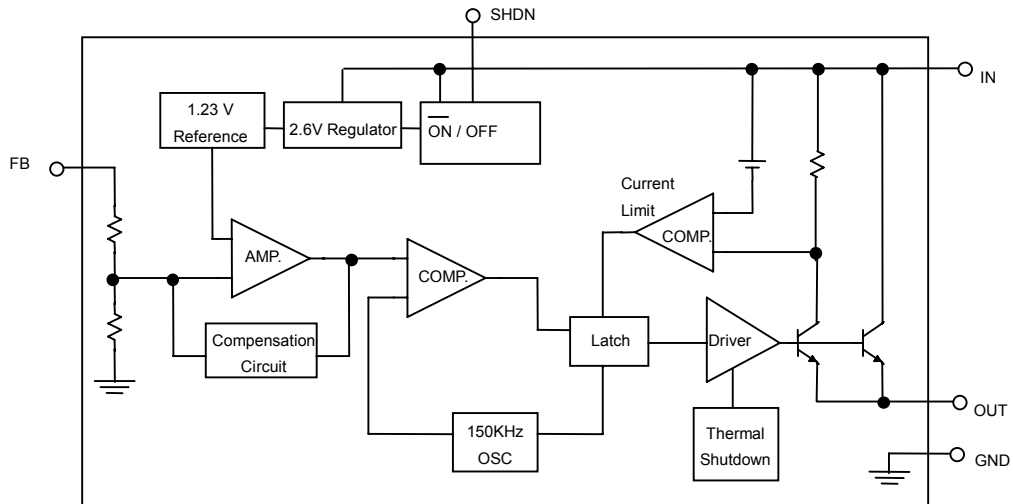 SHDN
IN
1.23 V
Reference
2.6V Regulator
ON / OFF
FB
Current
Limit
COMP.
AMP.
COMP.
Compensation
Circuit
Latch
Driver
OUT
150KHz
OSC
Thermal
Shutdown
GND